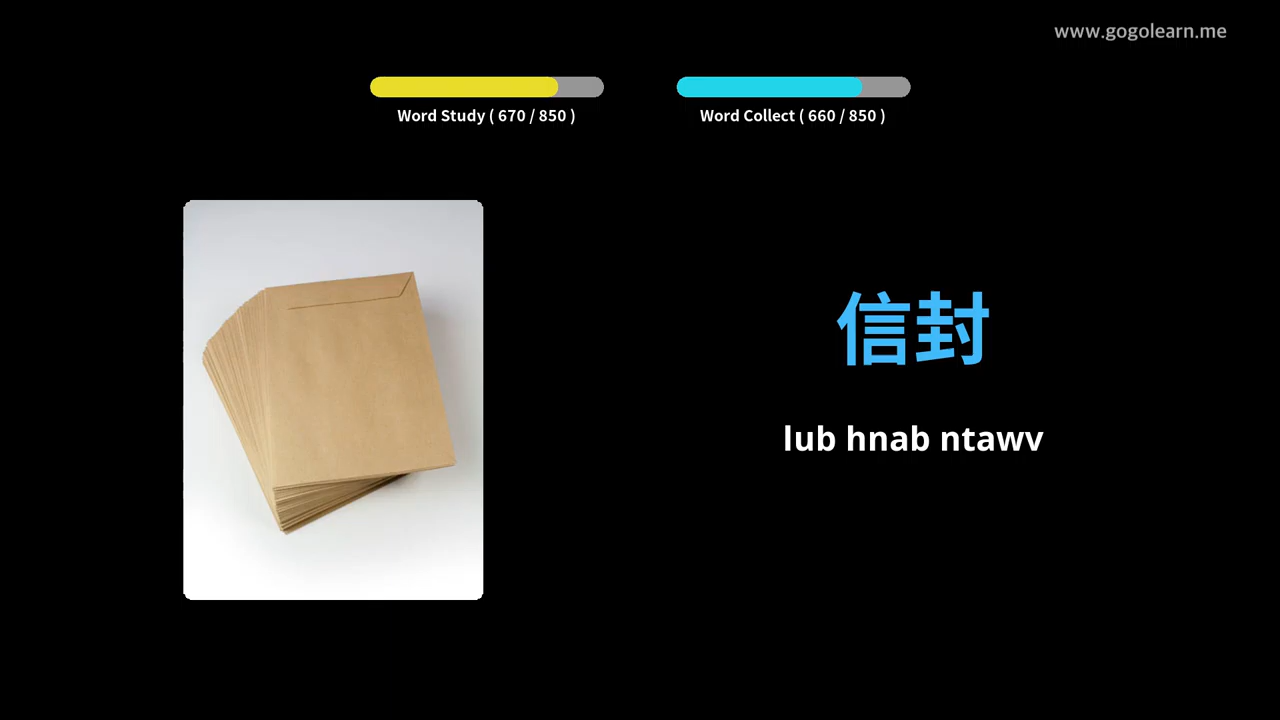 www.gogolearn.me
Word Study ( 670 / 850 )
Word Collect ( 660 / 850 )
信封
lub hnab ntawv